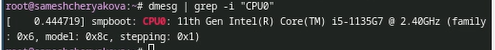 root@sameshcheryakova:~# dmesg | grep -i "CPU0"
[    0.444719] smpboot: CPU0: 11th Gen Intel(R) Core(TM) i5-1135G7 @ 2.40GHz (family
: 0x6, model: 0x8c, stepping: 0x1)